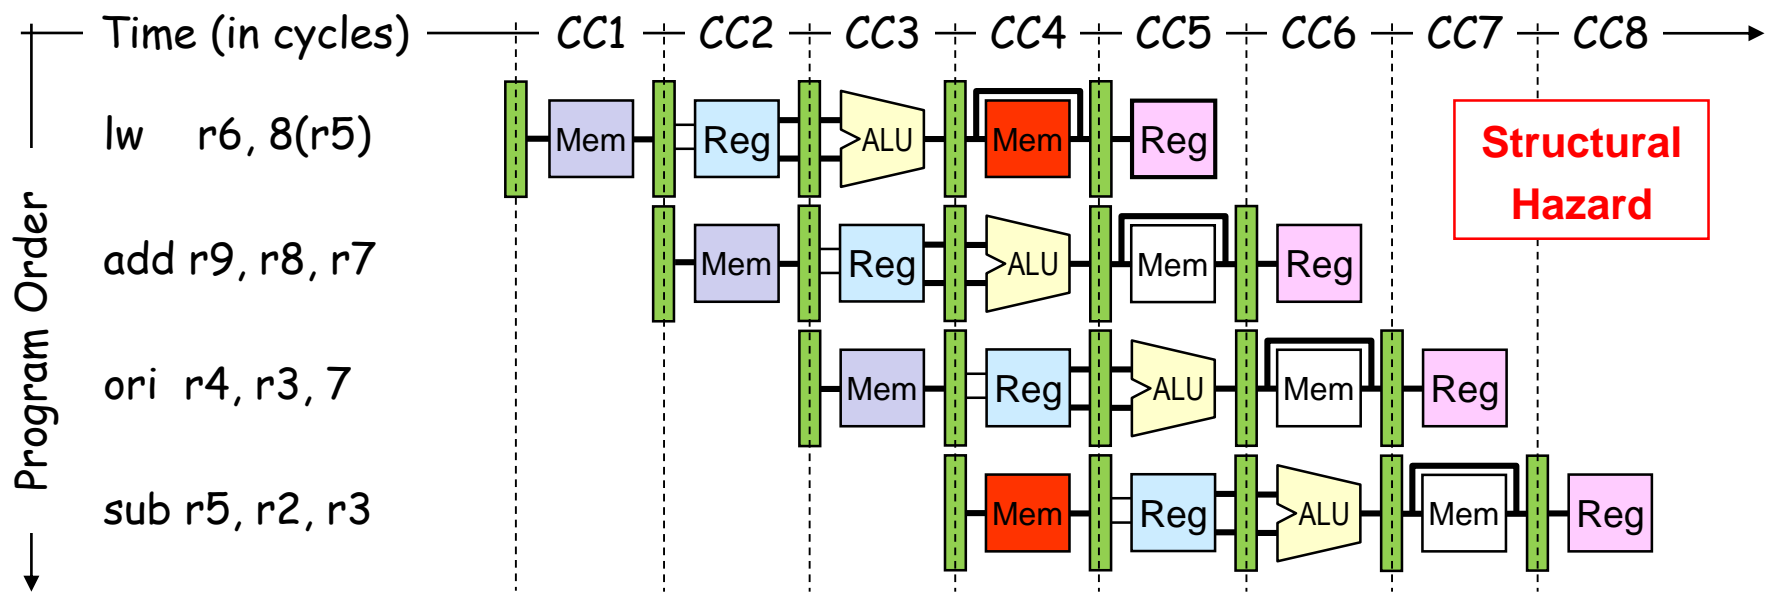 Time (in cycles) CC1 CC2 CC3 CC4 CC5 CC6 CC7 CC8
Program Order
lw r6, 8(r5) Mem Reg ALU Mem Reg
Structural
Hazard
add r9, r8, r7 Mem Reg ALU Mem Reg
ori r4, r3, 7 Mem Reg ALU Mem Reg
sub r5, r2, r3 Mem Reg ALU Mem Reg